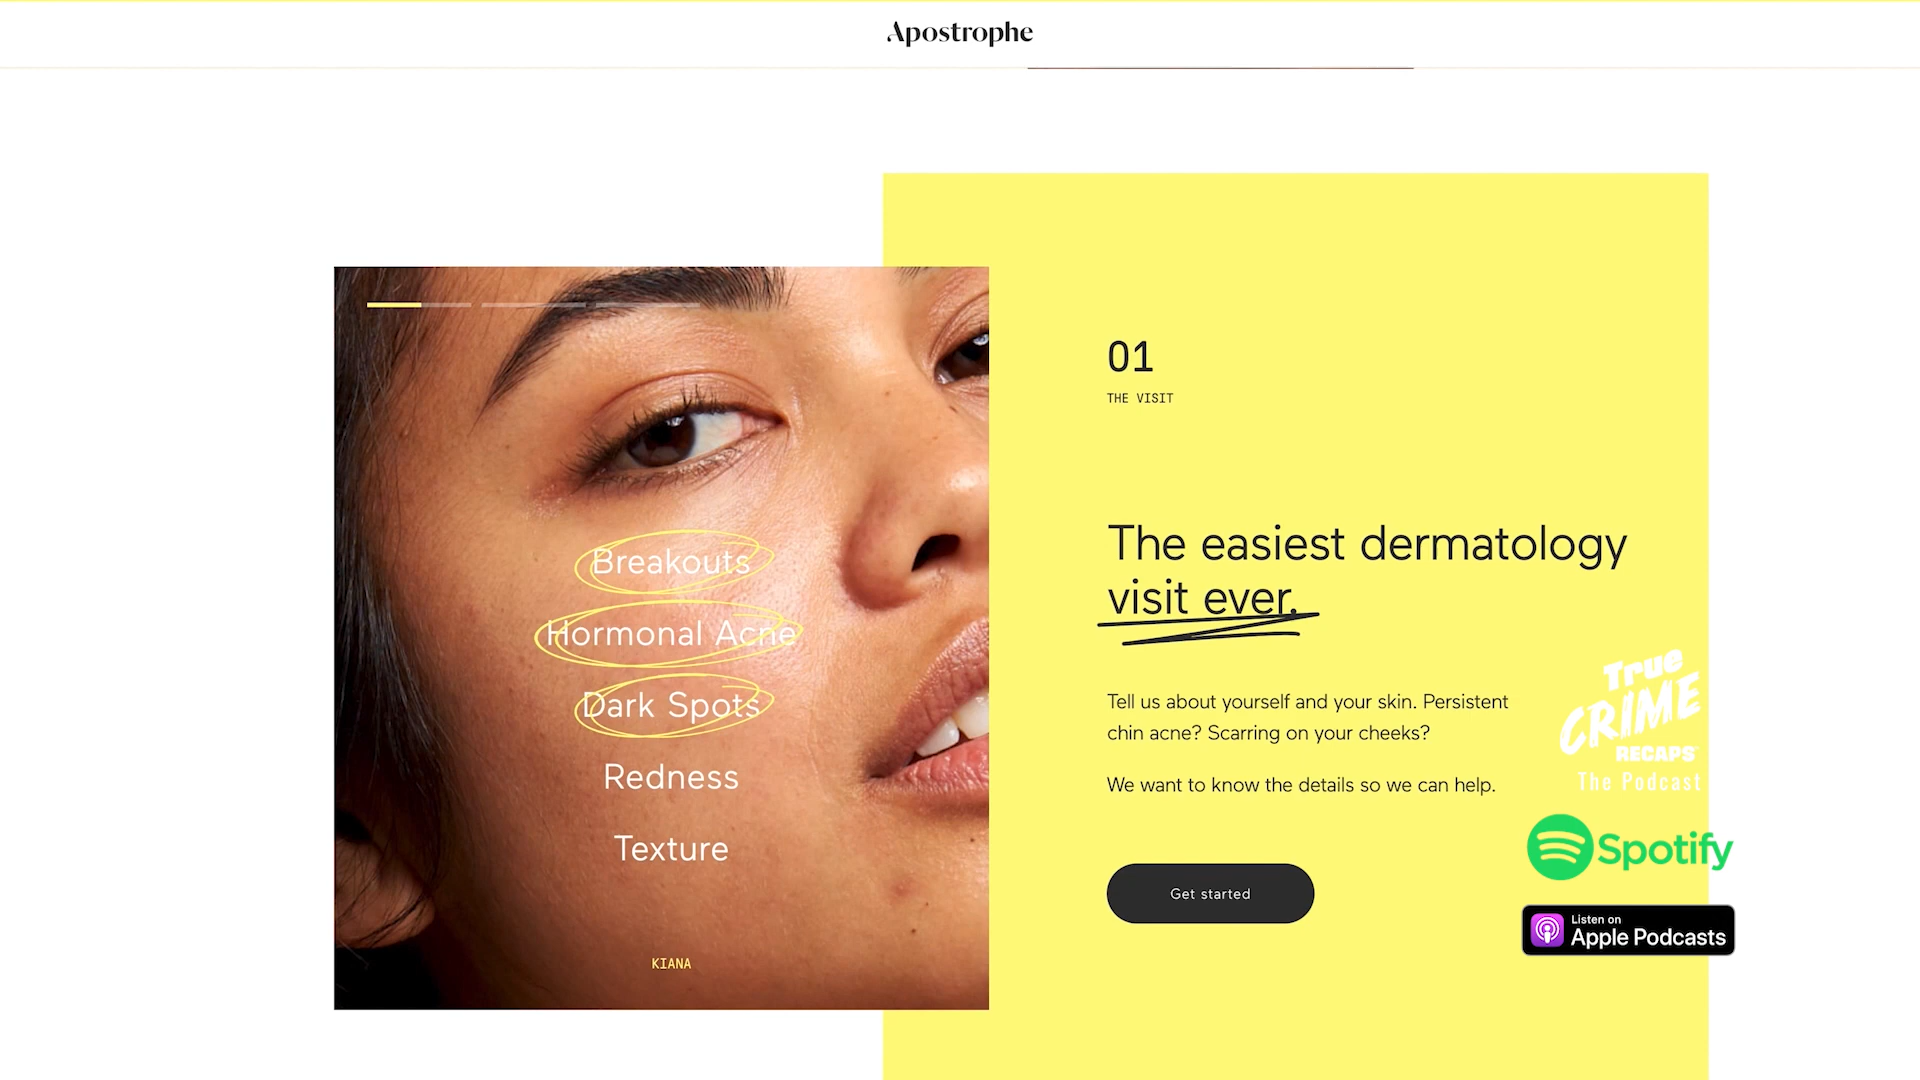 Apostrophe
Breakouts
Hormonal Acne
Dark Spots
Redness
Texture
KIANA
01
THE VISIT
The easiest dermatology
visit ever.
Tell us about yourself and your skin. Persistent
chin acne? Scarring on your cheeks?
We want to know the details so we can help.
Get started
True
CRIME
RECAPS
The Podcast
Spotify
Listen on
Apple Podcasts